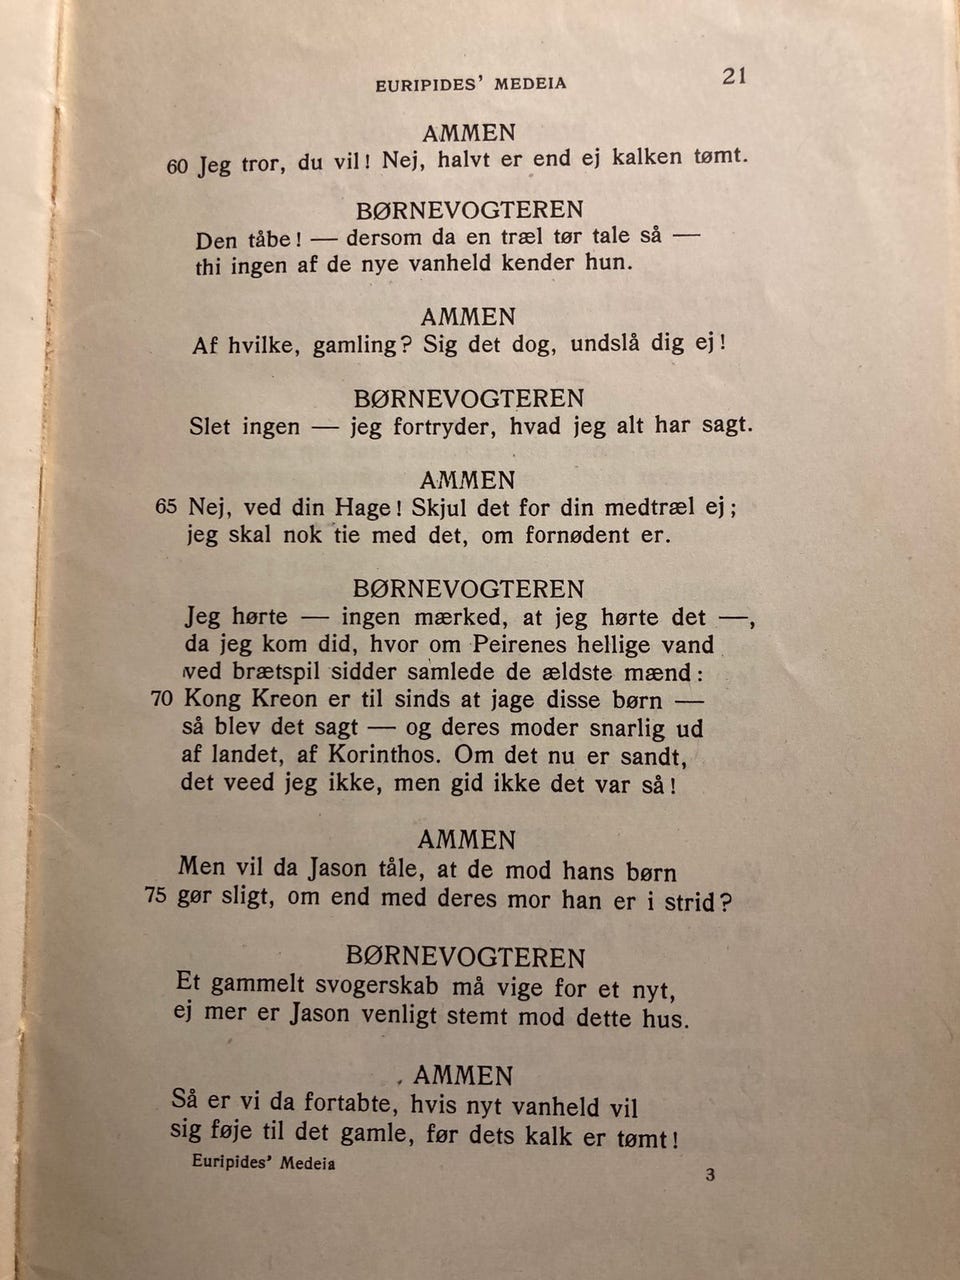 EURIPIDES' MEDEIA 21
AMMEN
60 Jeg tror, du vil! Nej, halvt er end ej kalken tømt.
BØRNEVOGTEREN
Den tåbe! — dersom da en træl tør tale så —
thi ingen af de nye vanheld kender hun.
AMMEN
Af hvilke, gamling? Sig det dog, undslå dig ej!
BØRNEVOGTEREN
Slet ingen — jeg fortryder, hvad jeg alt har sagt.
AMMEN
65 Nej, ved din Hage! Skjul det for din medtræl ej;
jeg skal nok tie med det, om fornødent er.
BØRNEVOGTEREN
Jeg hørte — ingen mærked, at jeg hørte det —,
da jeg kom did, hvor om Peirenes hellige vand
ved brætspil sidder samlede de ældste mænd:
70 Kong Kreon er til sinds at jage disse børn —
så blev det sagt — og deres moder snarlig ud
af landet, af Korinthos. Om det nu er sandt,
det veed jeg ikke, men gid ikke det var så!
AMMEN
Men vil da Jason tåle, at de mod hans børn
75 gør sligt, om end med deres mor han er i strid?
BØRNEVOGTEREN
Et gammelt svogerskab må vige for et nyt,
ej mer er Jason venligt stemt mod dette hus.
AMMEN
Så er vi da fortabte, hvis nyt vanheld vil
sig føje til det gamle, før dets kalk er tømt!
Euripides' Medeia 3